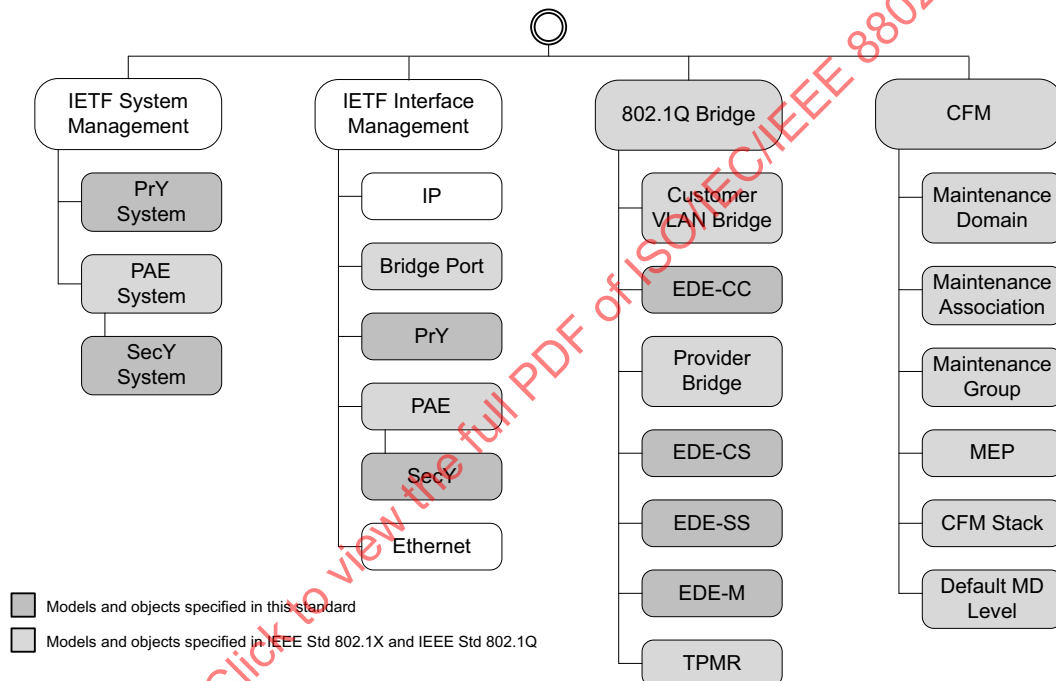 IETF System
Management
PrY
System
PAE
System
SecY
System
IETF Interface
Management
IP
Bridge Port
PrY
PAE
SecY
Ethernet
802.1Q Bridge
Customer
VLAN Bridge
EDE-CC
Provider
Bridge
EDE-CS
EDE-SS
EDE-M
TPMR
CFM
Maintenance
Domain
Maintenance
Association
Maintenance
Group
MEP
CFM Stack
Default MD
Level
Models and objects specified in this standard
Models and objects specified in IEEE Std 802.1X and IEEE Std 802.1Q
Click to view the full PDF of ISO/IEC/IEEE 8802